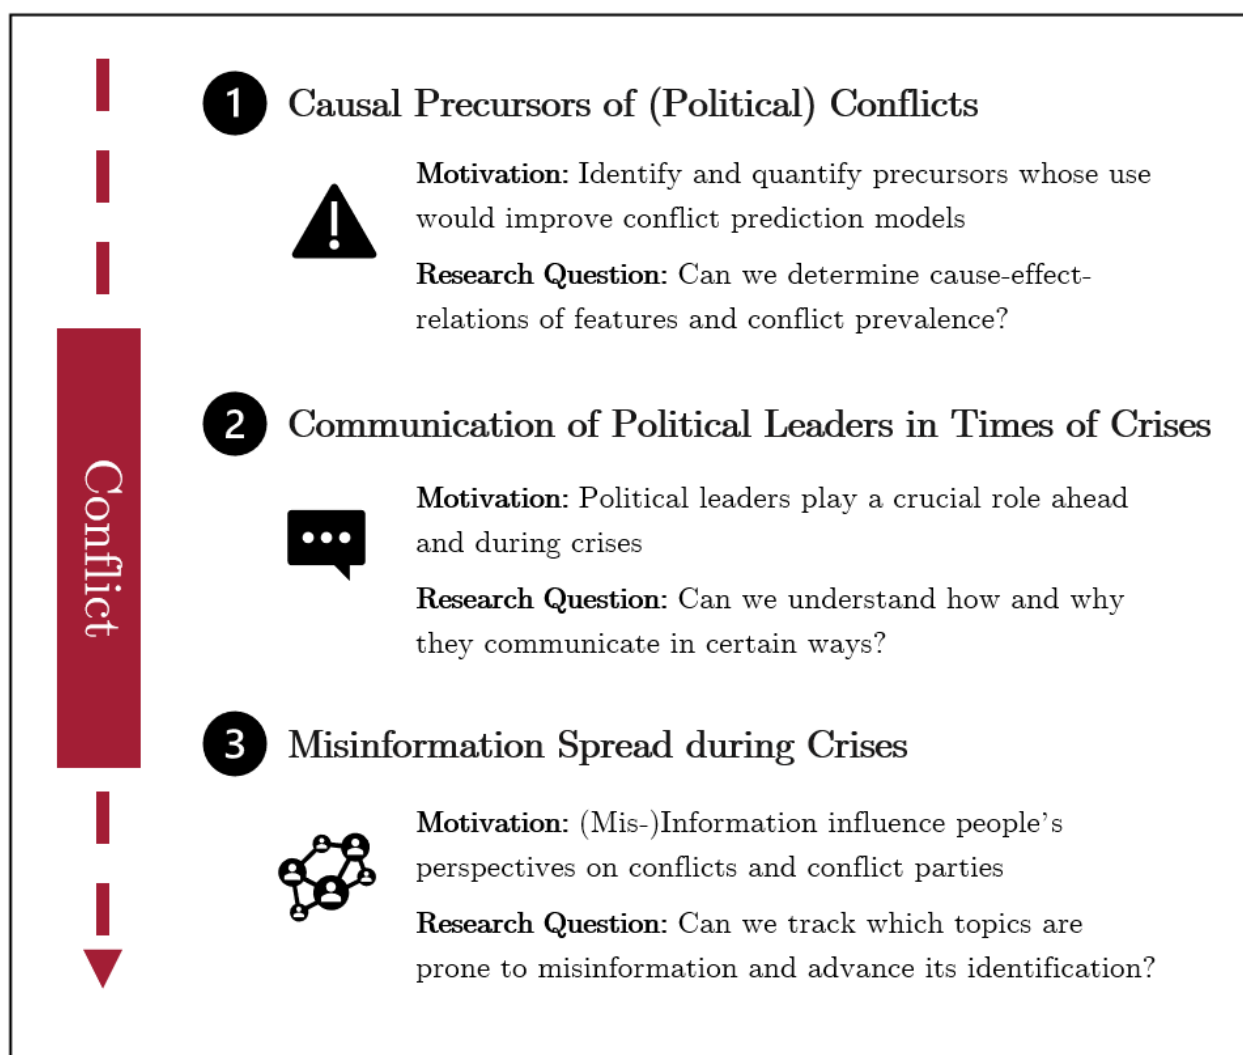 1 Causal Precursors of (Political) Conflicts
Motivation: Identify and quantify precursors whose use
would improve conflict prediction models
Research Question: Can we determine cause-effect-
relations of features and conflict prevalence?
Conflict
2 Communication of Political Leaders in Times of Crises
Motivation: Political leaders play a crucial role ahead
and during crises
Research Question: Can we understand how and why
they communicate in certain ways?
3 Misinformation Spread during Crises
Motivation: (Mis-)Information influence people's
perspectives on conflicts and conflict parties
Research Question: Can we track which topics are
prone to misinformation and advance its identification?